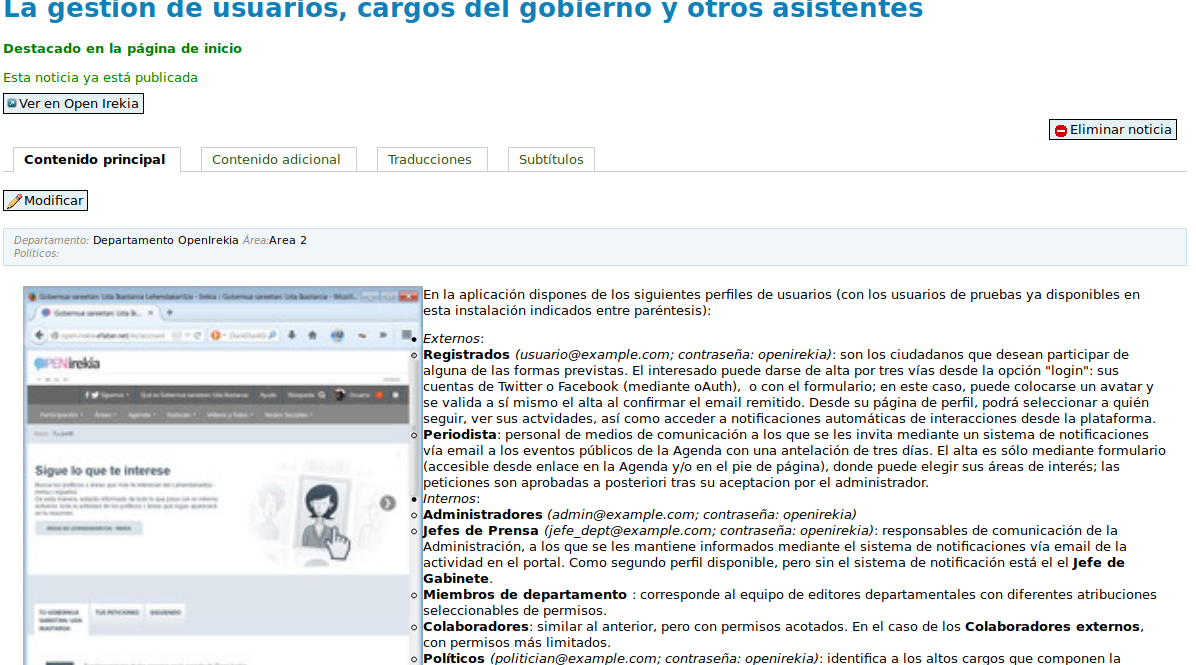 La gestión de usuarios, cargos del gobierno y otros asistentes
Destacado en la página de inicio
Esta noticia ya está publicada
Ver en Open Irekia
Eliminar noticia
Contenido principal
Contenido adicional
Traducciones
Subtítulos
Modificar
Departamento: Departamento OpenIrekia Área:Area 2
Políticos:
OPENirekia
Sigue lo que te interese
En la aplicación dispones de los siguientes perfiles de usuarios (con los usuarios de pruebas ya disponibles en
esta instalación indicados entre paréntesis):
Externos:
Registrados (usuario@example.com; contraseña: openirekia): son los ciudadanos que desean participar de
alguna de las formas previstas. El interesado puede darse de alta por tres vías desde la opción "login": sus
cuentas de Twitter o Facebook (mediante oAuth), o con el formulario; en este caso, puede colocarse un avatar y
se valida a sí mismo el alta al confirmar el email remitido. Desde su página de perfil, podrá seleccionar a quién
seguir, ver sus actvidades, así como acceder a notificaciones automáticas de interacciones desde la plataforma.
Periodista: personal de medios de comunicación a los que se les invita mediante un sistema de notificaciones
vía email a los eventos públicos de la Agenda con una antelación de tres días. El alta es sólo mediante formulario
(accesible desde enlace en la Agenda y/o en el pie de página), donde puede elegir sus áreas de interés; las
peticiones son aprobadas a posteriori tras su aceptacion por el administrador.
Internos:
Administradores (admin@example.com; contraseña: openirekia)
Jefes de Prensa (jefe_dept@example.com; contraseña: openirekia): responsables de comunicación de la
Administración, a los que se les mantiene informados mediante el sistema de notificaciones vía email de la
actividad en el portal. Como segundo perfil disponible, pero sin el sistema de notificación está el el Jefe de
Gabinete.
Miembros de departamento : corresponde al equipo de editores departamentales con diferentes atribuciones
seleccionables de permisos.
Colaboradores: similar al anterior, pero con permisos acotados. En el caso de los Colaboradores externos,
con permisos más limitados.
Políticos (politician@example.com; contraseña: openirekia): identifica a los altos cargos que componen la